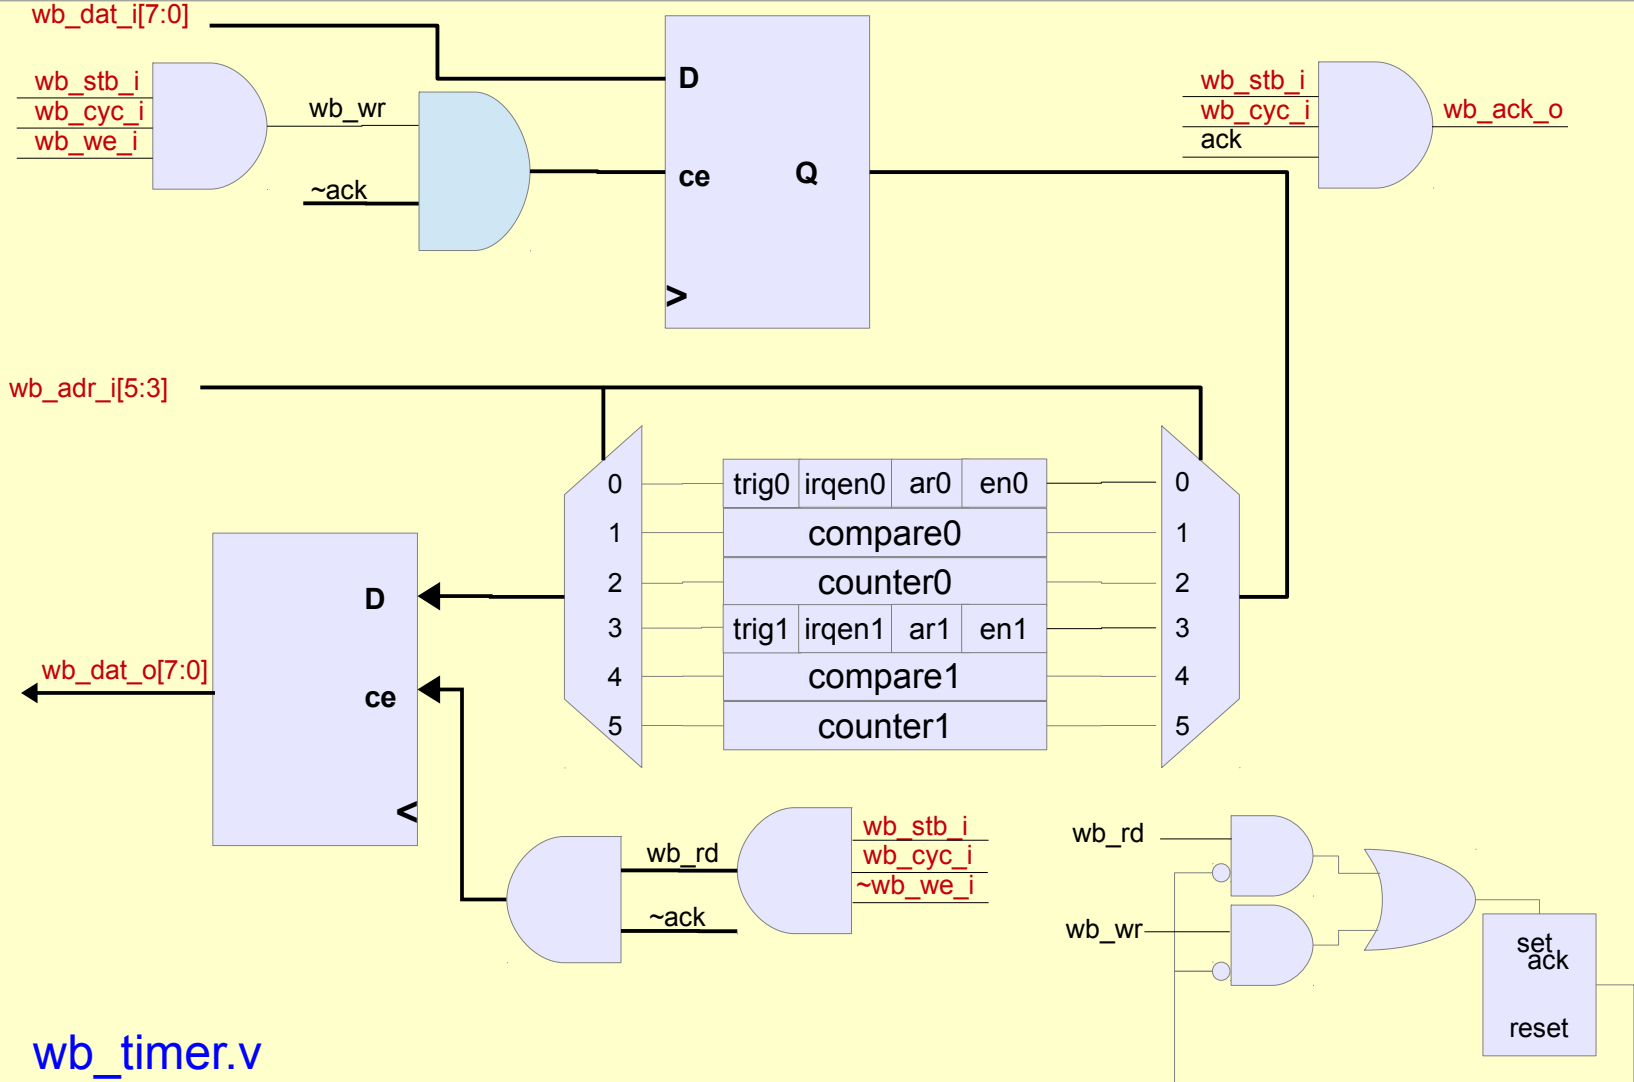 wb_dat_i[7:0]
wb_stb_i
wb_cyc_i
wb_we_i
wb_wr
~ack
D
ce
Q
>
wb_stb_i
wb_cyc_i
ack
wb_ack_o
wb_adr_i[5:3]
0
1
2
3
4
5
trig0 irqen0 ar0 en0
compare0
counter0
trig1 irqen1 ar1 en1
compare1
counter1
0
1
2
3
4
5
D
ce
<
wb_dat_o[7:0]
wb_rd
~ack
wb_stb_i
wb_cyc_i
~wb_we_i
wb_rd
wb_wr
set
ack
reset
wb_timer.v